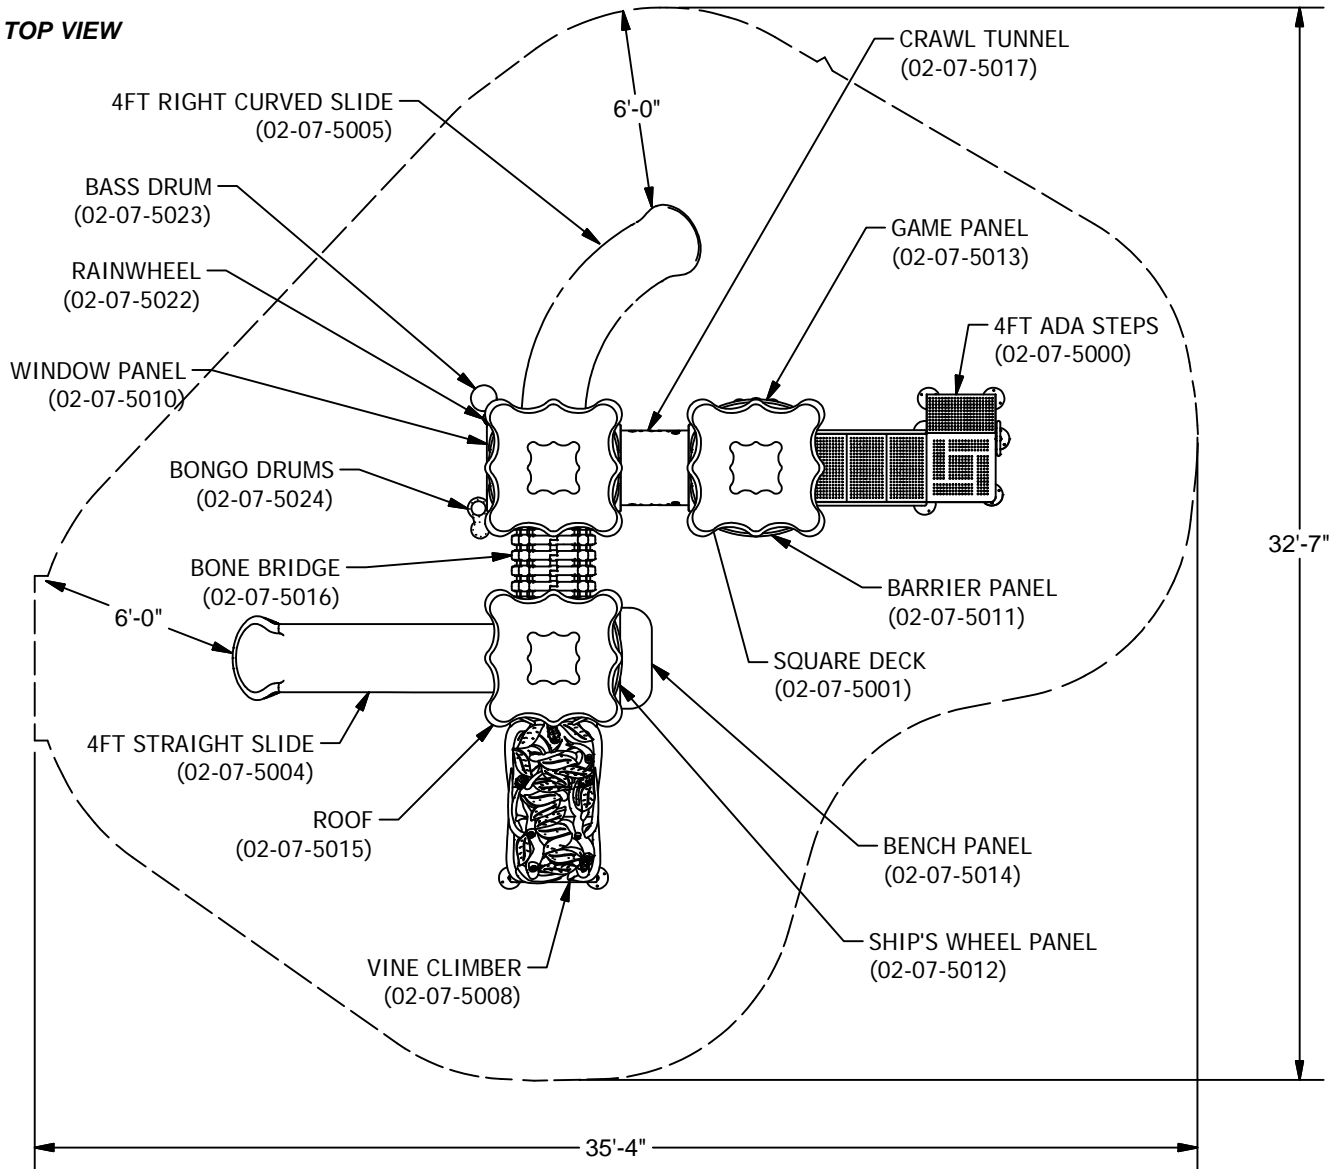 TOP VIEW
CRAWL TUNNEL
(02-07-5017)
4FT RIGHT CURVED SLIDE
(02-07-5005)
6'-0"
BASS DRUM
(02-07-5023)
GAME PANEL
(02-07-5013)
RAINWHEEL
(02-07-5022)
4FT ADA STEPS
(02-07-5000)
WINDOW PANEL
(02-07-5010)
BONGO DRUMS
(02-07-5024)
32'-7"
BONE BRIDGE
(02-07-5016)
BARRIER PANEL
(02-07-5011)
6'-0"
SQUARE DECK
(02-07-5001)
4FT STRAIGHT SLIDE
(02-07-5004)
ROOF
(02-07-5015)
BENCH PANEL
(02-07-5014)
SHIP'S WHEEL PANEL
(02-07-5012)
VINE CLIMBER
(02-07-5008)
35'-4"